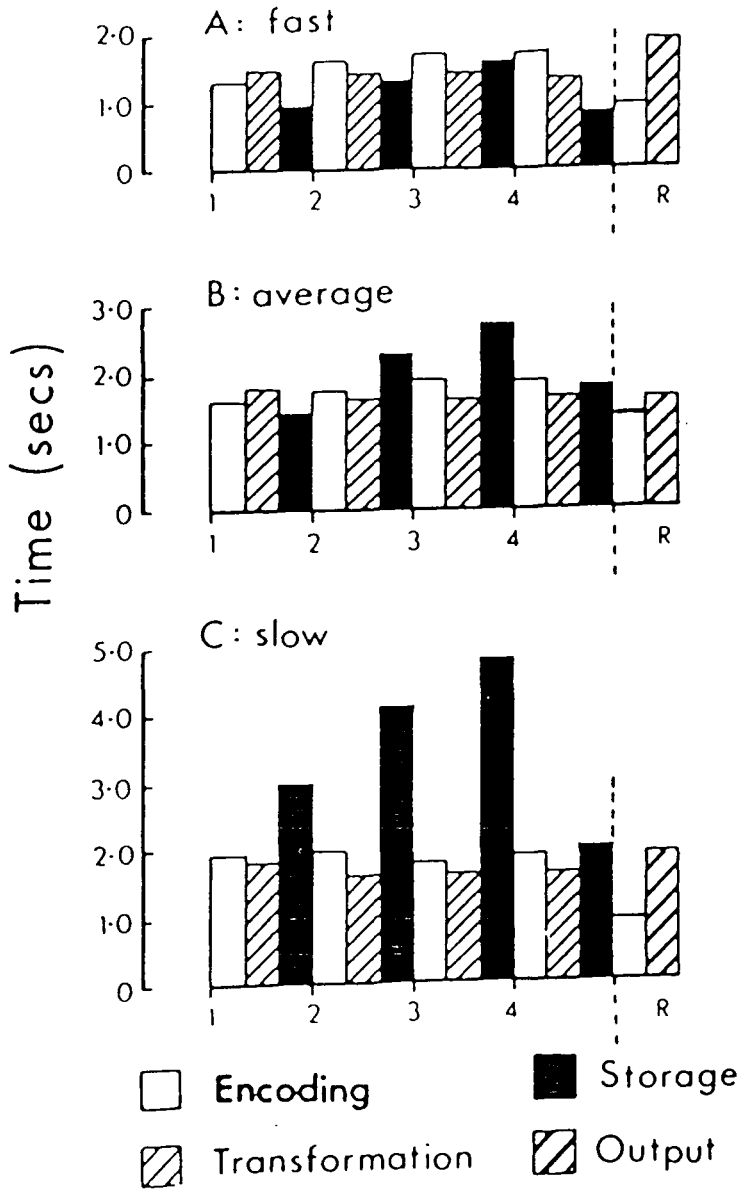 A: fast
2·0
1·0
0
1 2 3 4 R
B: average
3·0
2·0
1·0
0
1 2 3 4 R
Time (secs)
C: slow
5·0
4·0
3·0
2·0
1·0
0
1 2 3 4 R
Encoding
Storage
Transformation
Output